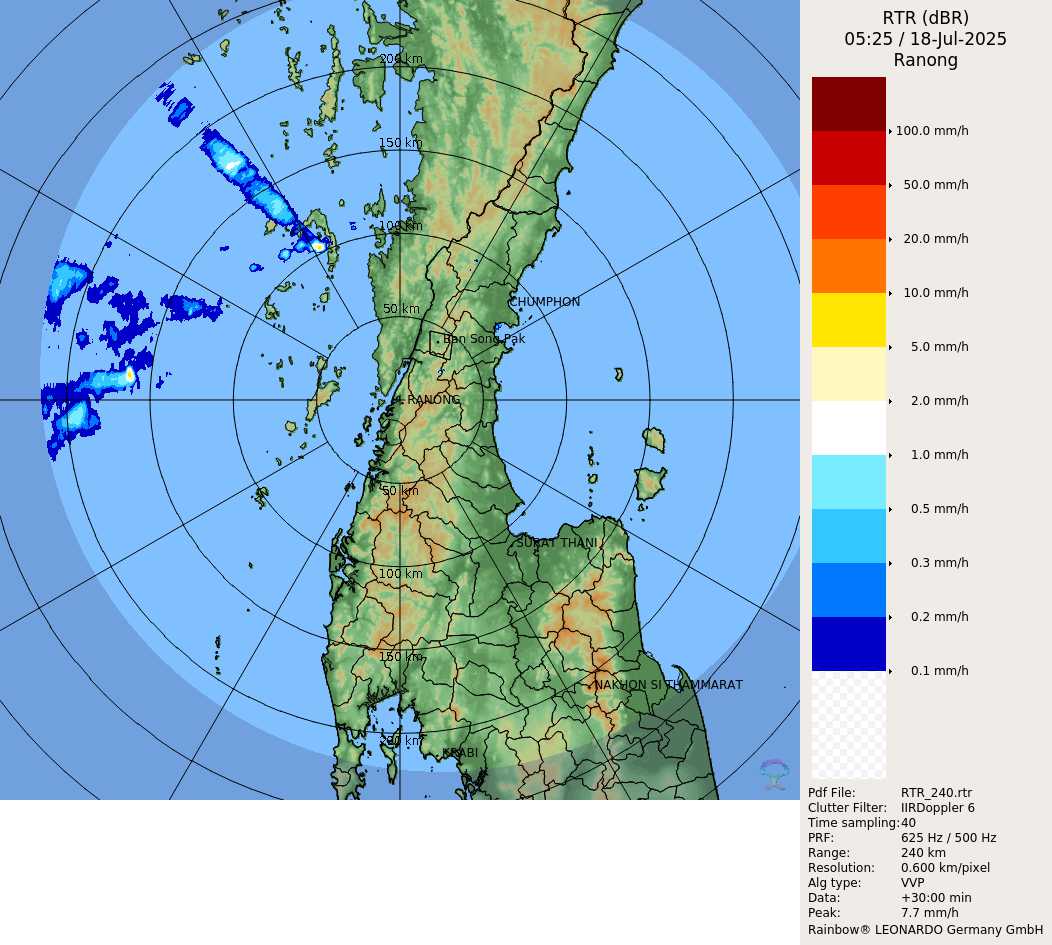 RTR (dBR)
05:25 / 18-Jul-2025
Ranong
200 km
150 km
100 km
50 km
CHUMPHON
Ban Song Pak
RANONG
50 km
SURAT THANI
100 km
150 km
NAKHON SI THAMMARAT
200 km
KRABI
100.0 mm/h
50.0 mm/h
20.0 mm/h
10.0 mm/h
5.0 mm/h
2.0 mm/h
1.0 mm/h
0.5 mm/h
0.3 mm/h
0.2 mm/h
0.1 mm/h
Pdf File: RTR_240.rtr
Clutter Filter: IIRDoppler 6
Time sampling:40
PRF: 625 Hz / 500 Hz
Range: 240 km
Resolution: 0.600 km/pixel
Alg type: VVP
Data: +30:00 min
Peak: 7.7 mm/h
Rainbow® LEONARDO Germany GmbH